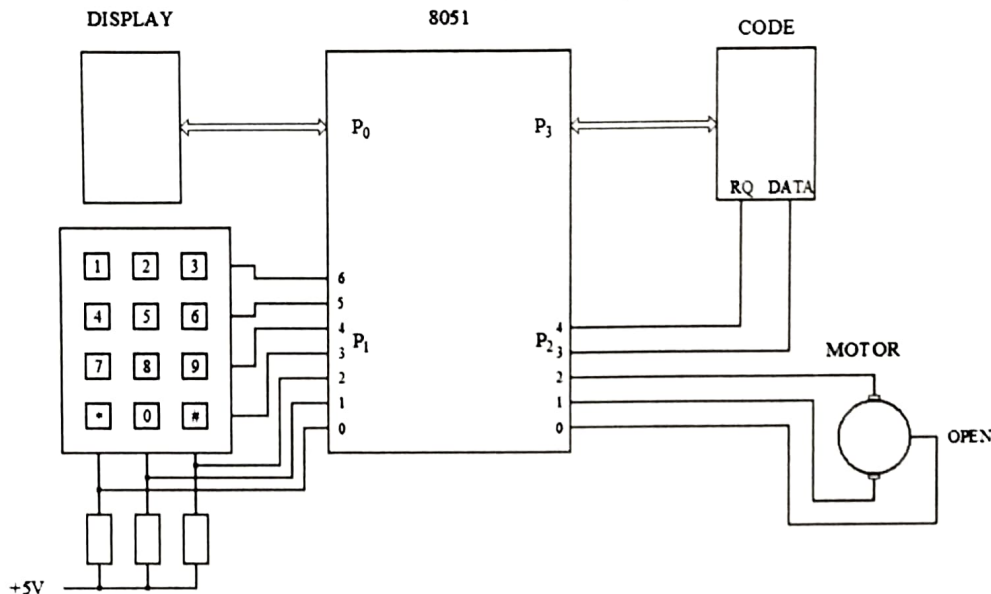 DISPLAY
8051
CODE
P0
P3
RQ DATA
1 2 3
4 5 6
7 8 9
* 0 #
6
5
4
3
2
1
0
P1
P2
4
3
2
1
0
MOTOR
OPEN
+5V